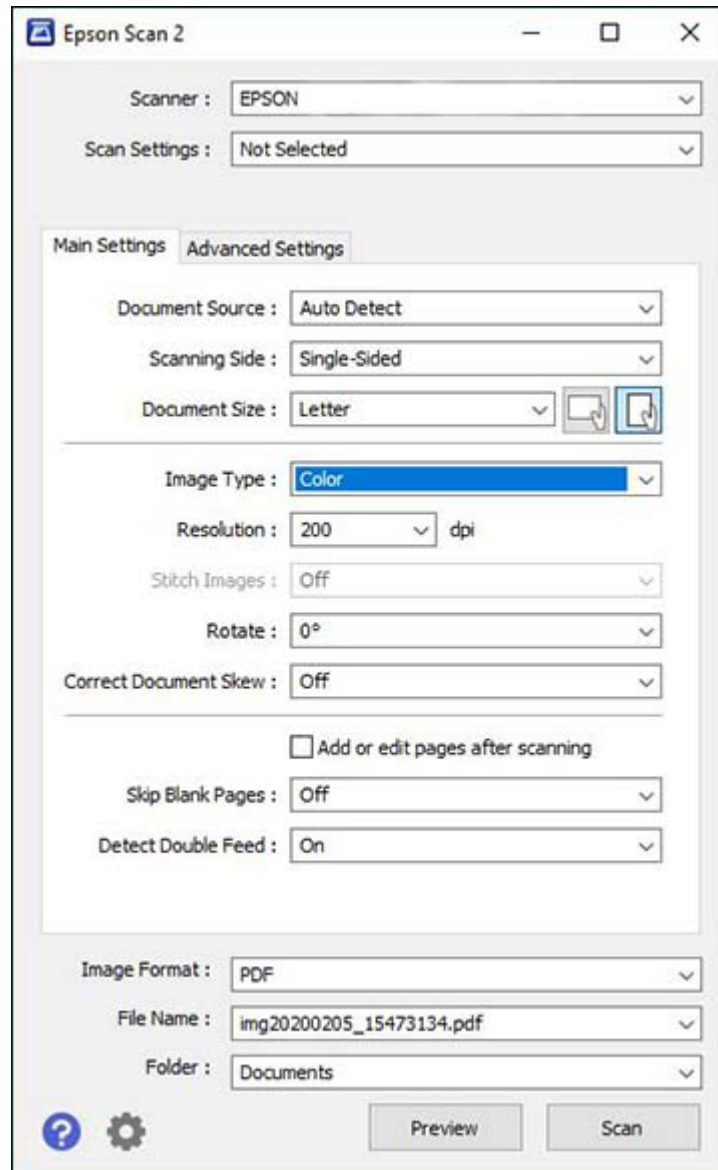 Epson Scan 2
Scanner : EPSON
Scan Settings : Not Selected
Main Settings Advanced Settings
Document Source : Auto Detect
Scanning Side : Single-Sided
Document Size : Letter
Image Type : Color
Resolution : 200 dpi
Stitch Images : Off
Rotate : 0°
Correct Document Skew : Off
Add or edit pages after scanning
Skip Blank Pages : Off
Detect Double Feed : On
Image Format : PDF
File Name : img20200205_15473134.pdf
Folder : Documents
? Preview Scan